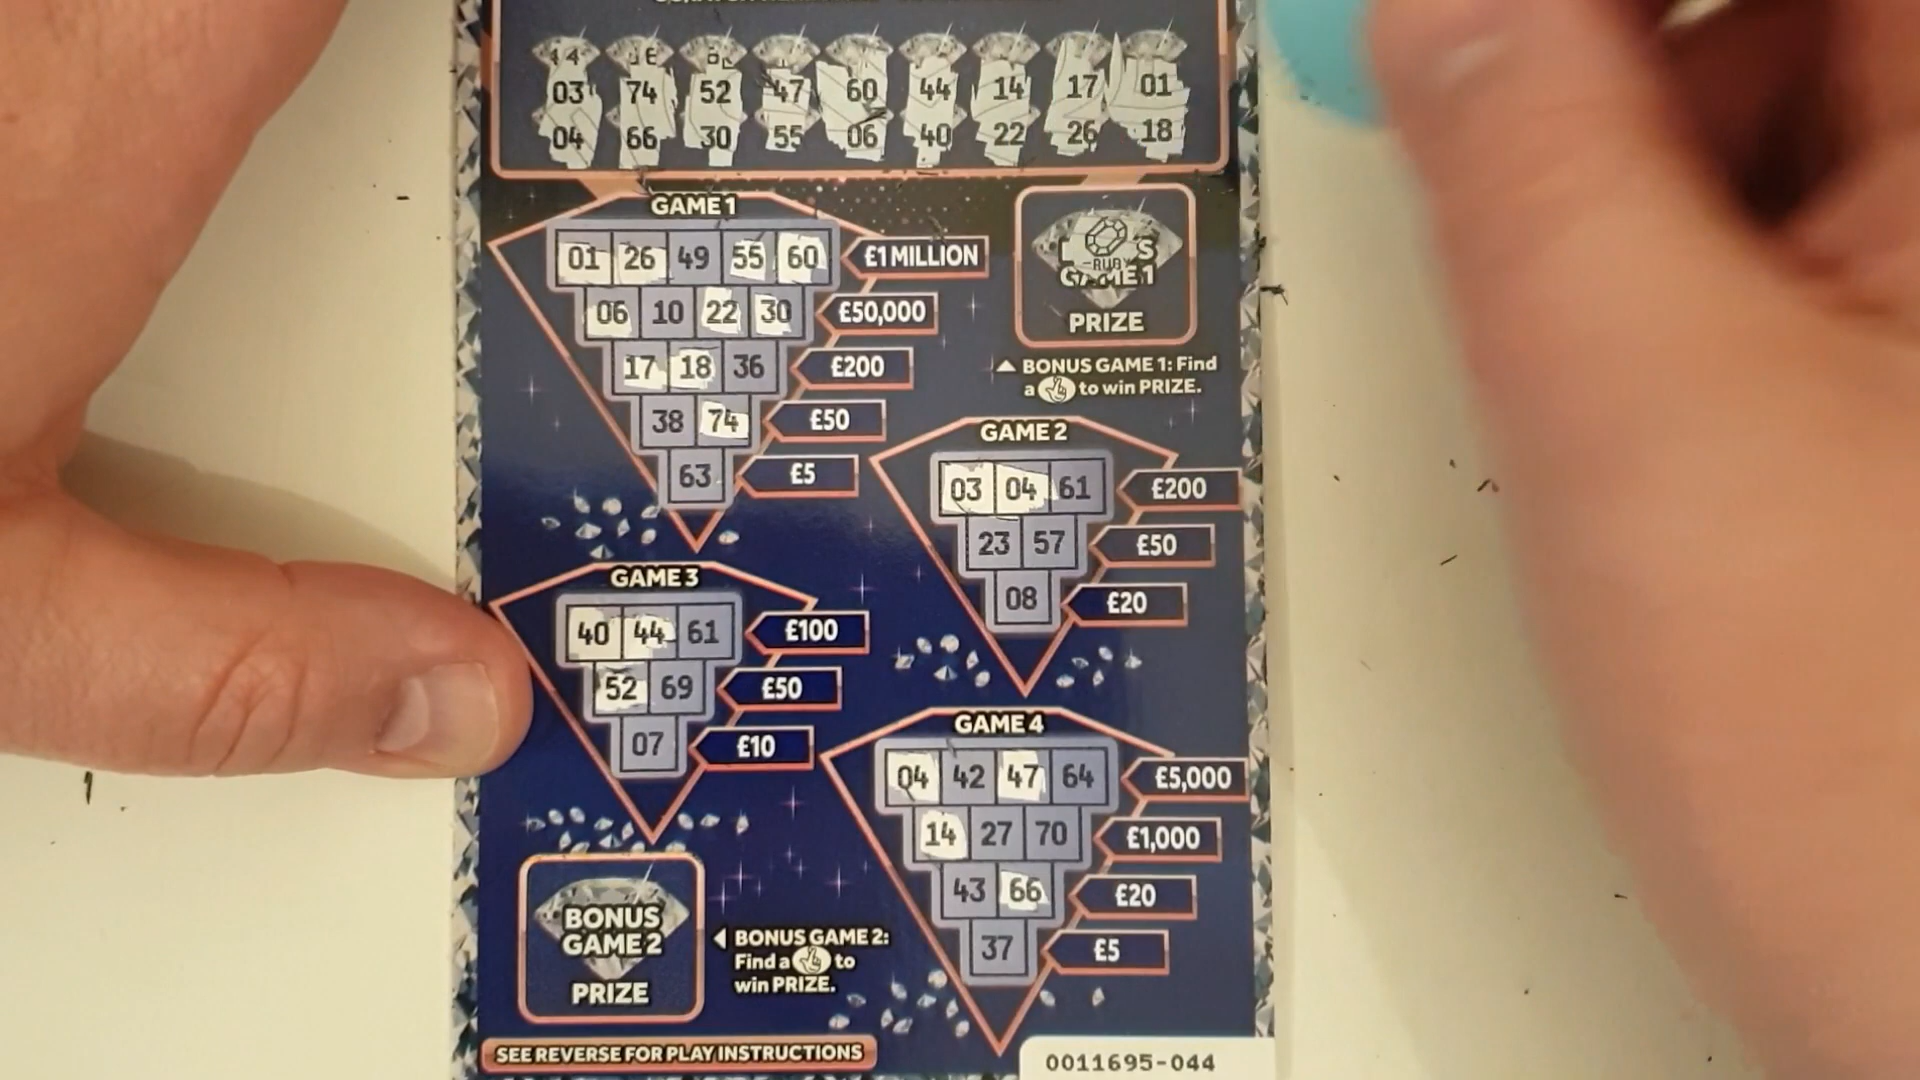 03 74 52 47 60 44 14 17 01
04 66 30 55 06 40 22 26 18
GAME 1
01 26 49 55 60 £1 MILLION
06 10 22 30 £50,000
17 18 36 £200
38 74 £50
63 £5
RUBY
GAME 1
PRIZE
BONUS GAME 1: Find
a to win PRIZE.
GAME 2
03 04 61 £200
23 57 £50
08 £20
GAME 3
40 44 61 £100
52 69 £50
07 £10
GAME 4
04 42 47 64 £5,000
14 27 70 £1,000
43 66 £20
37 £5
BONUS
GAME 2
PRIZE
BONUS GAME 2:
Find a to
win PRIZE.
SEE REVERSE FOR PLAY INSTRUCTIONS
0011695-044